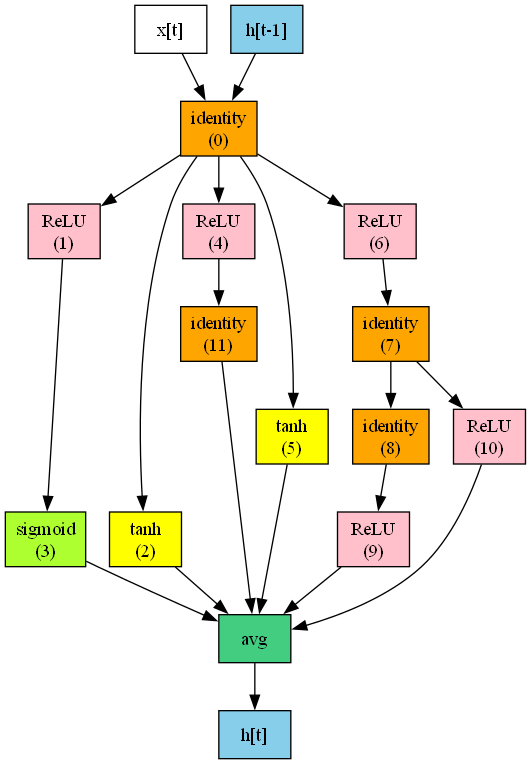 x[t]
h[t-1]
identity
(0)
ReLU
(1)
ReLU
(4)
ReLU
(6)
identity
(11)
identity
(7)
tanh
(5)
identity
(8)
ReLU
(10)
sigmoid
(3)
tanh
(2)
ReLU
(9)
avg
h[t]